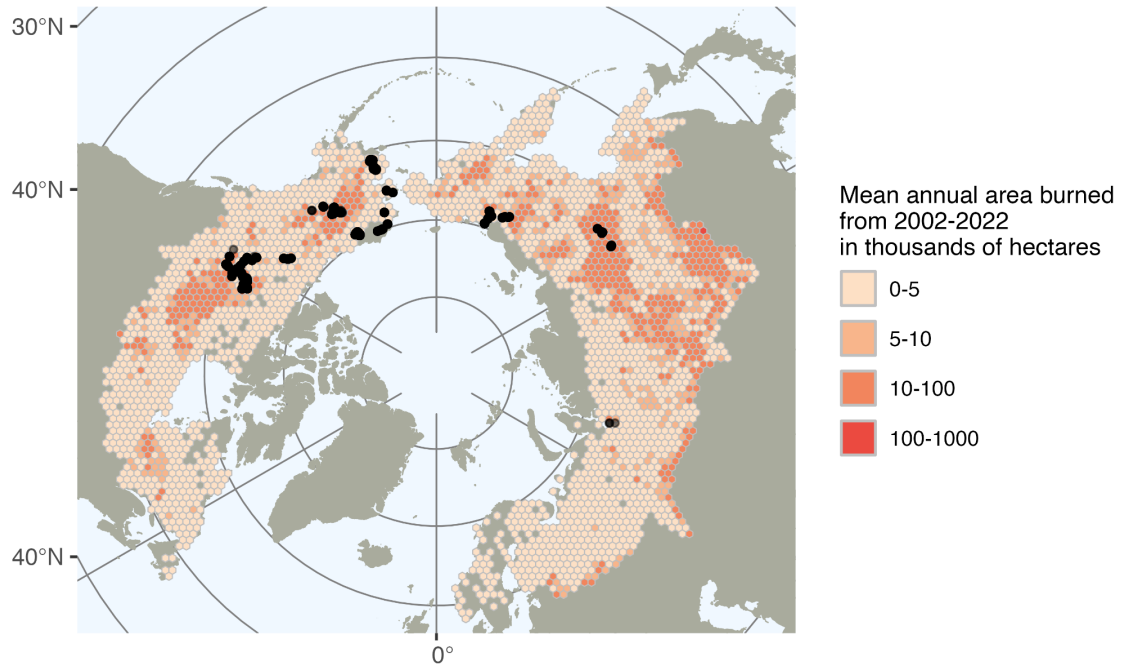 30°N
40°N
40°N
0°
Mean annual area burned
from 2002-2022
in thousands of hectares
0-5
5-10
10-100
100-1000